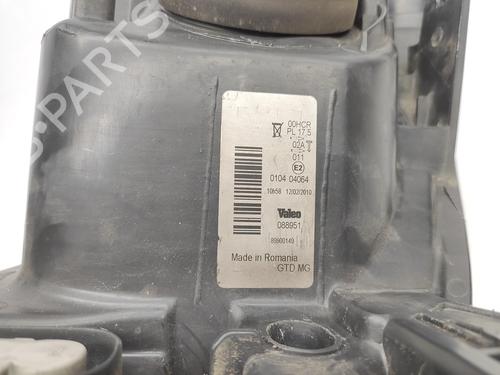 00HCR
PL 17.5
02A
011
E2
0104 04064
10h58 12/02/2010
Valeo
088951
89900149
Made in Romania
GTD MG
PARTS